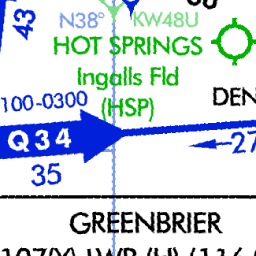 43
N38° KW48U
HOT SPRINGS
Ingalls Fld
100-0300
(HSP)
DEN
Q34
27
35
GREENBRIER